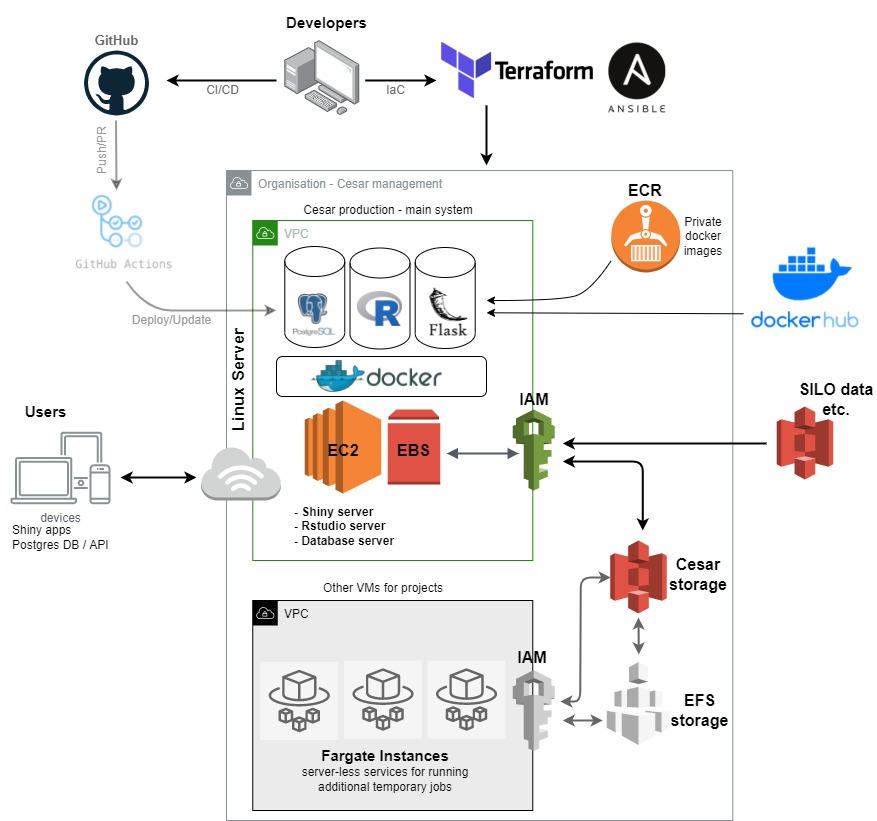 Developers
GitHub
CI/CD
IaC
Terraform
ANSIBLE
Push/PR
GitHub Actions
Deploy/Update
Organisation - Cesar management
Cesar production - main system
VPC
PostgreSQL
R
Flask
docker
ECR
Private
docker
images
dockerhub
Linux Server
EC2
EBS
IAM
SILO data
etc.
Users
devices
Shiny apps
Postgres DB / API
- Shiny server
- Rstudio server
- Database server
Cesar
storage
Other VMs for projects
VPC
IAM
EFS
storage
Fargate Instances
server-less services for running
additional temporary jobs